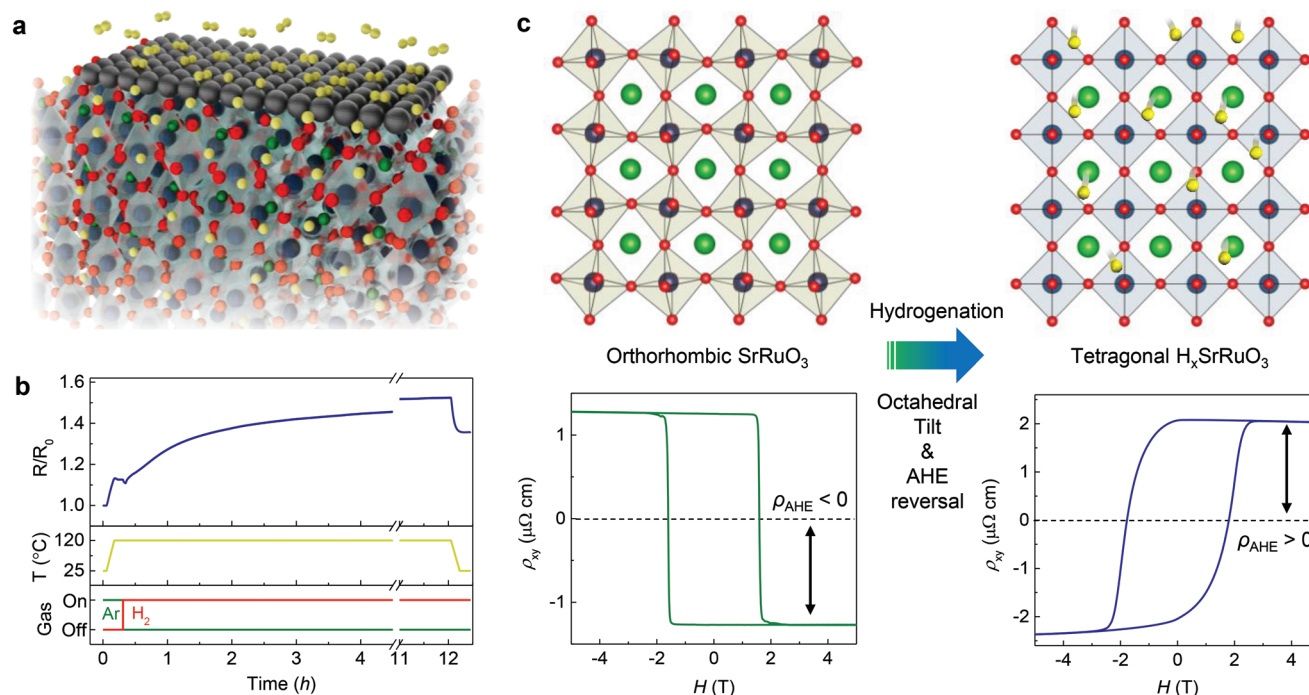 a
b
R/R0
1.6
1.4
1.2
1.0
T (°C)
120
25
Gas
On
Off
Ar
H2
0
1
2
3
4
11
12
Time (h)
c
Orthorhombic SrRuO3
Hydrogenation
Octahedral
Tilt
&
AHE
reversal
Tetragonal HxSrRuO3
ρxy (μΩ cm)
1
0
-1
ρAHE < 0
-4
-2
0
2
4
H (T)
ρxy (μΩ cm)
2
1
0
-1
-2
ρAHE > 0
-4
-2
0
2
4
H (T)